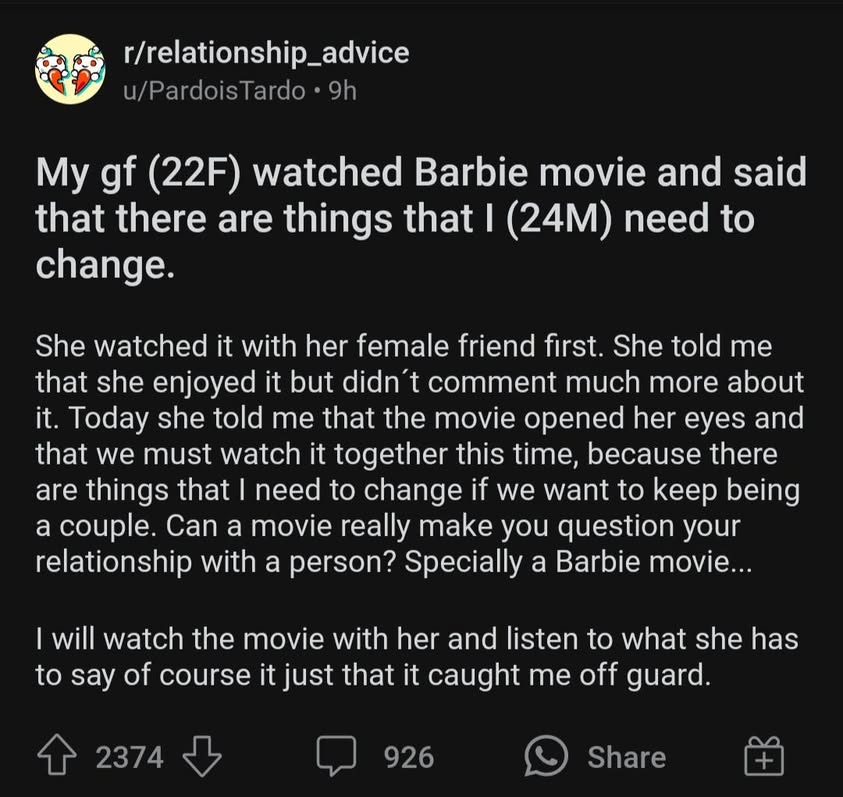 r/relationship_advice
u/PardoisTardo • 9h
My gf (22F) watched Barbie movie and said
that there are things that I (24M) need to
change.
She watched it with her female friend first. She told me
that she enjoyed it but didn´t comment much more about
it. Today she told me that the movie opened her eyes and
that we must watch it together this time, because there
are things that I need to change if we want to keep being
a couple. Can a movie really make you question your
relationship with a person? Specially a Barbie movie...
I will watch the movie with her and listen to what she has
to say of course it just that it caught me off guard.
2374 926 Share